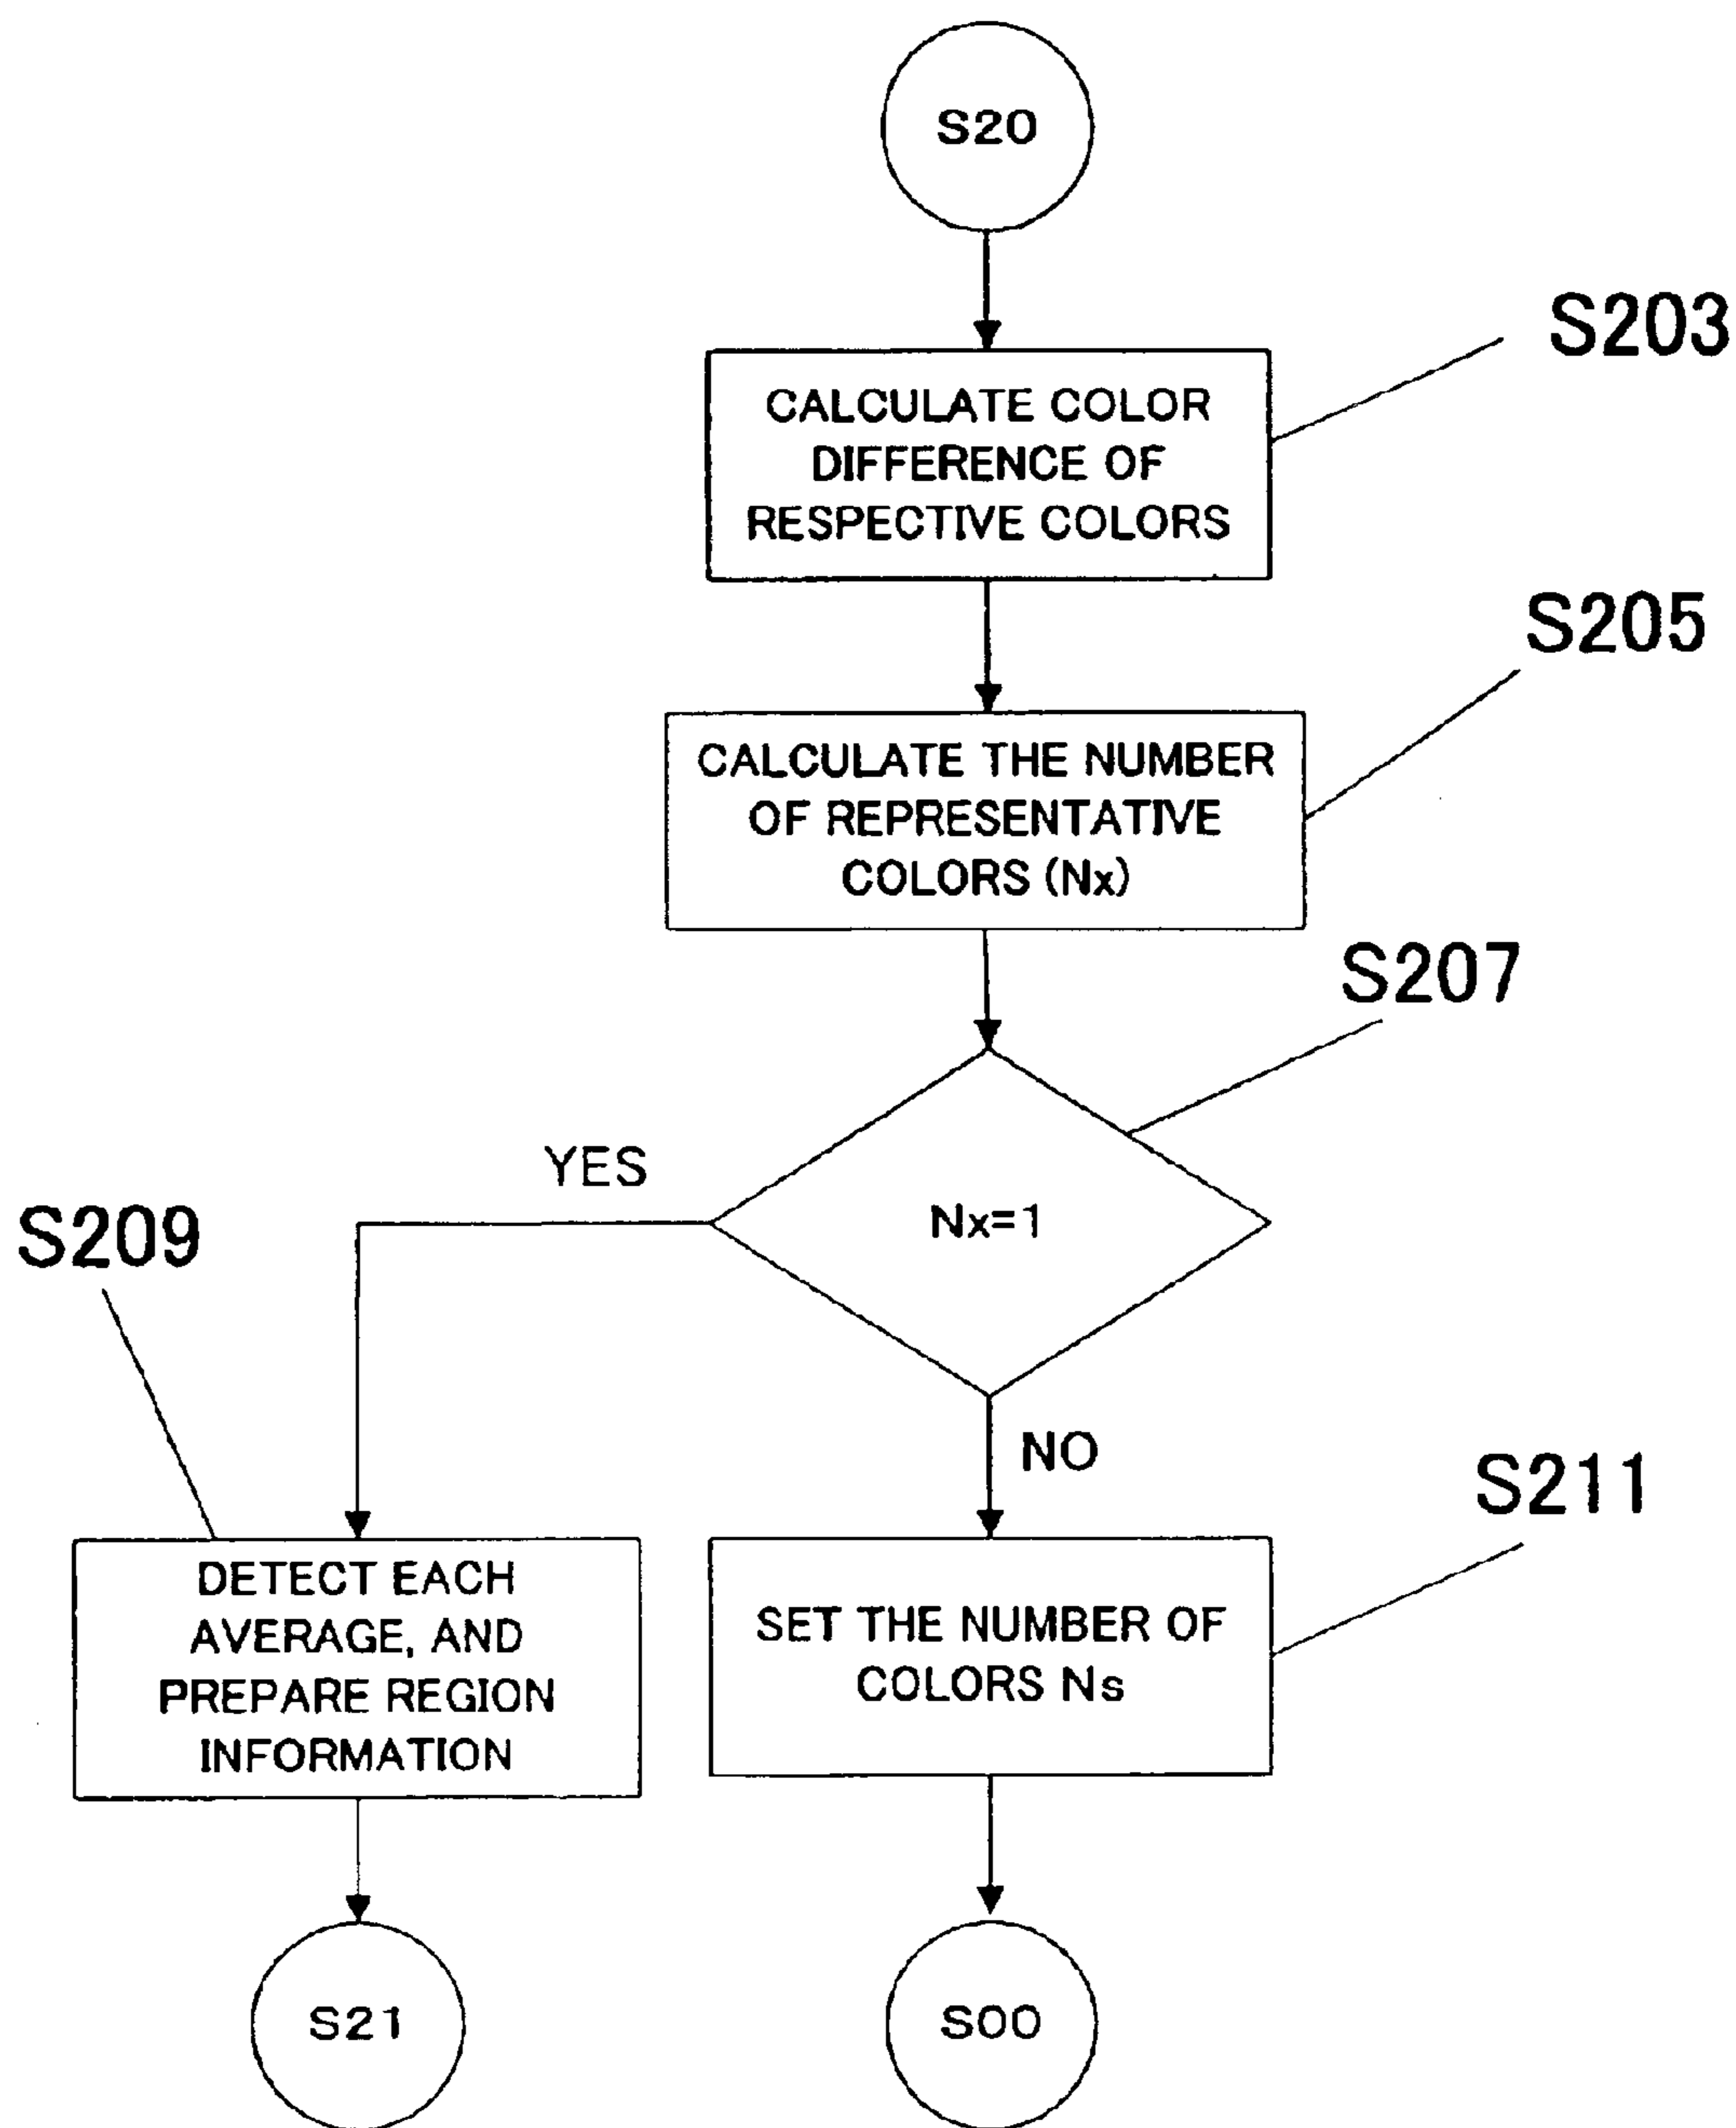 S20
S203
CALCULATE COLOR
DIFFERENCE OF
RESPECTIVE COLORS
S205
CALCULATE THE NUMBER
OF REPRESENTATIVE
COLORS (Nx)
S207
Nx=1
YES
S209
NO
S211
DETECT EACH
AVERAGE, AND
PREPARE REGION
INFORMATION
SET THE NUMBER OF
COLORS Ns
S21
S00